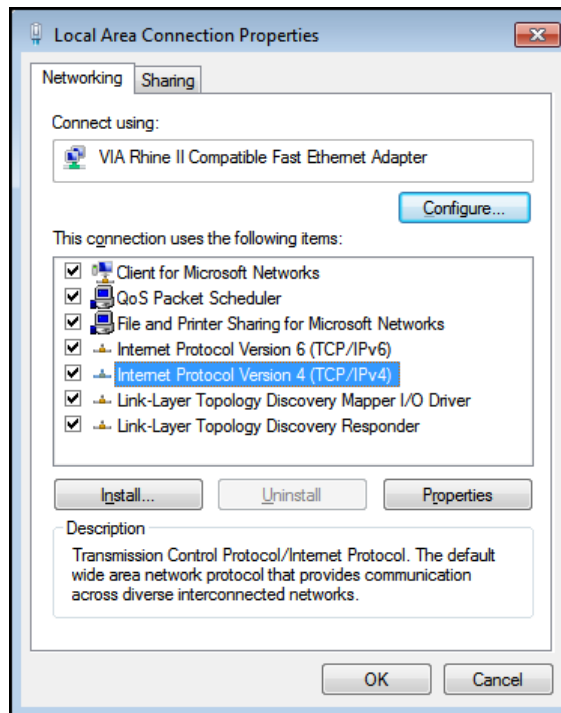 Local Area Connection Properties
Networking
Sharing
Connect using:
VIA Rhine II Compatible Fast Ethernet Adapter
Configure...
This connection uses the following items:
Client for Microsoft Networks
QoS Packet Scheduler
File and Printer Sharing for Microsoft Networks
Internet Protocol Version 6 (TCP/IPv6)
Internet Protocol Version 4 (TCP/IPv4)
Link-Layer Topology Discovery Mapper I/O Driver
Link-Layer Topology Discovery Responder
Install...
Uninstall
Properties
Description
Transmission Control Protocol/Internet Protocol. The default
wide area network protocol that provides communication
across diverse interconnected networks.
OK
Cancel